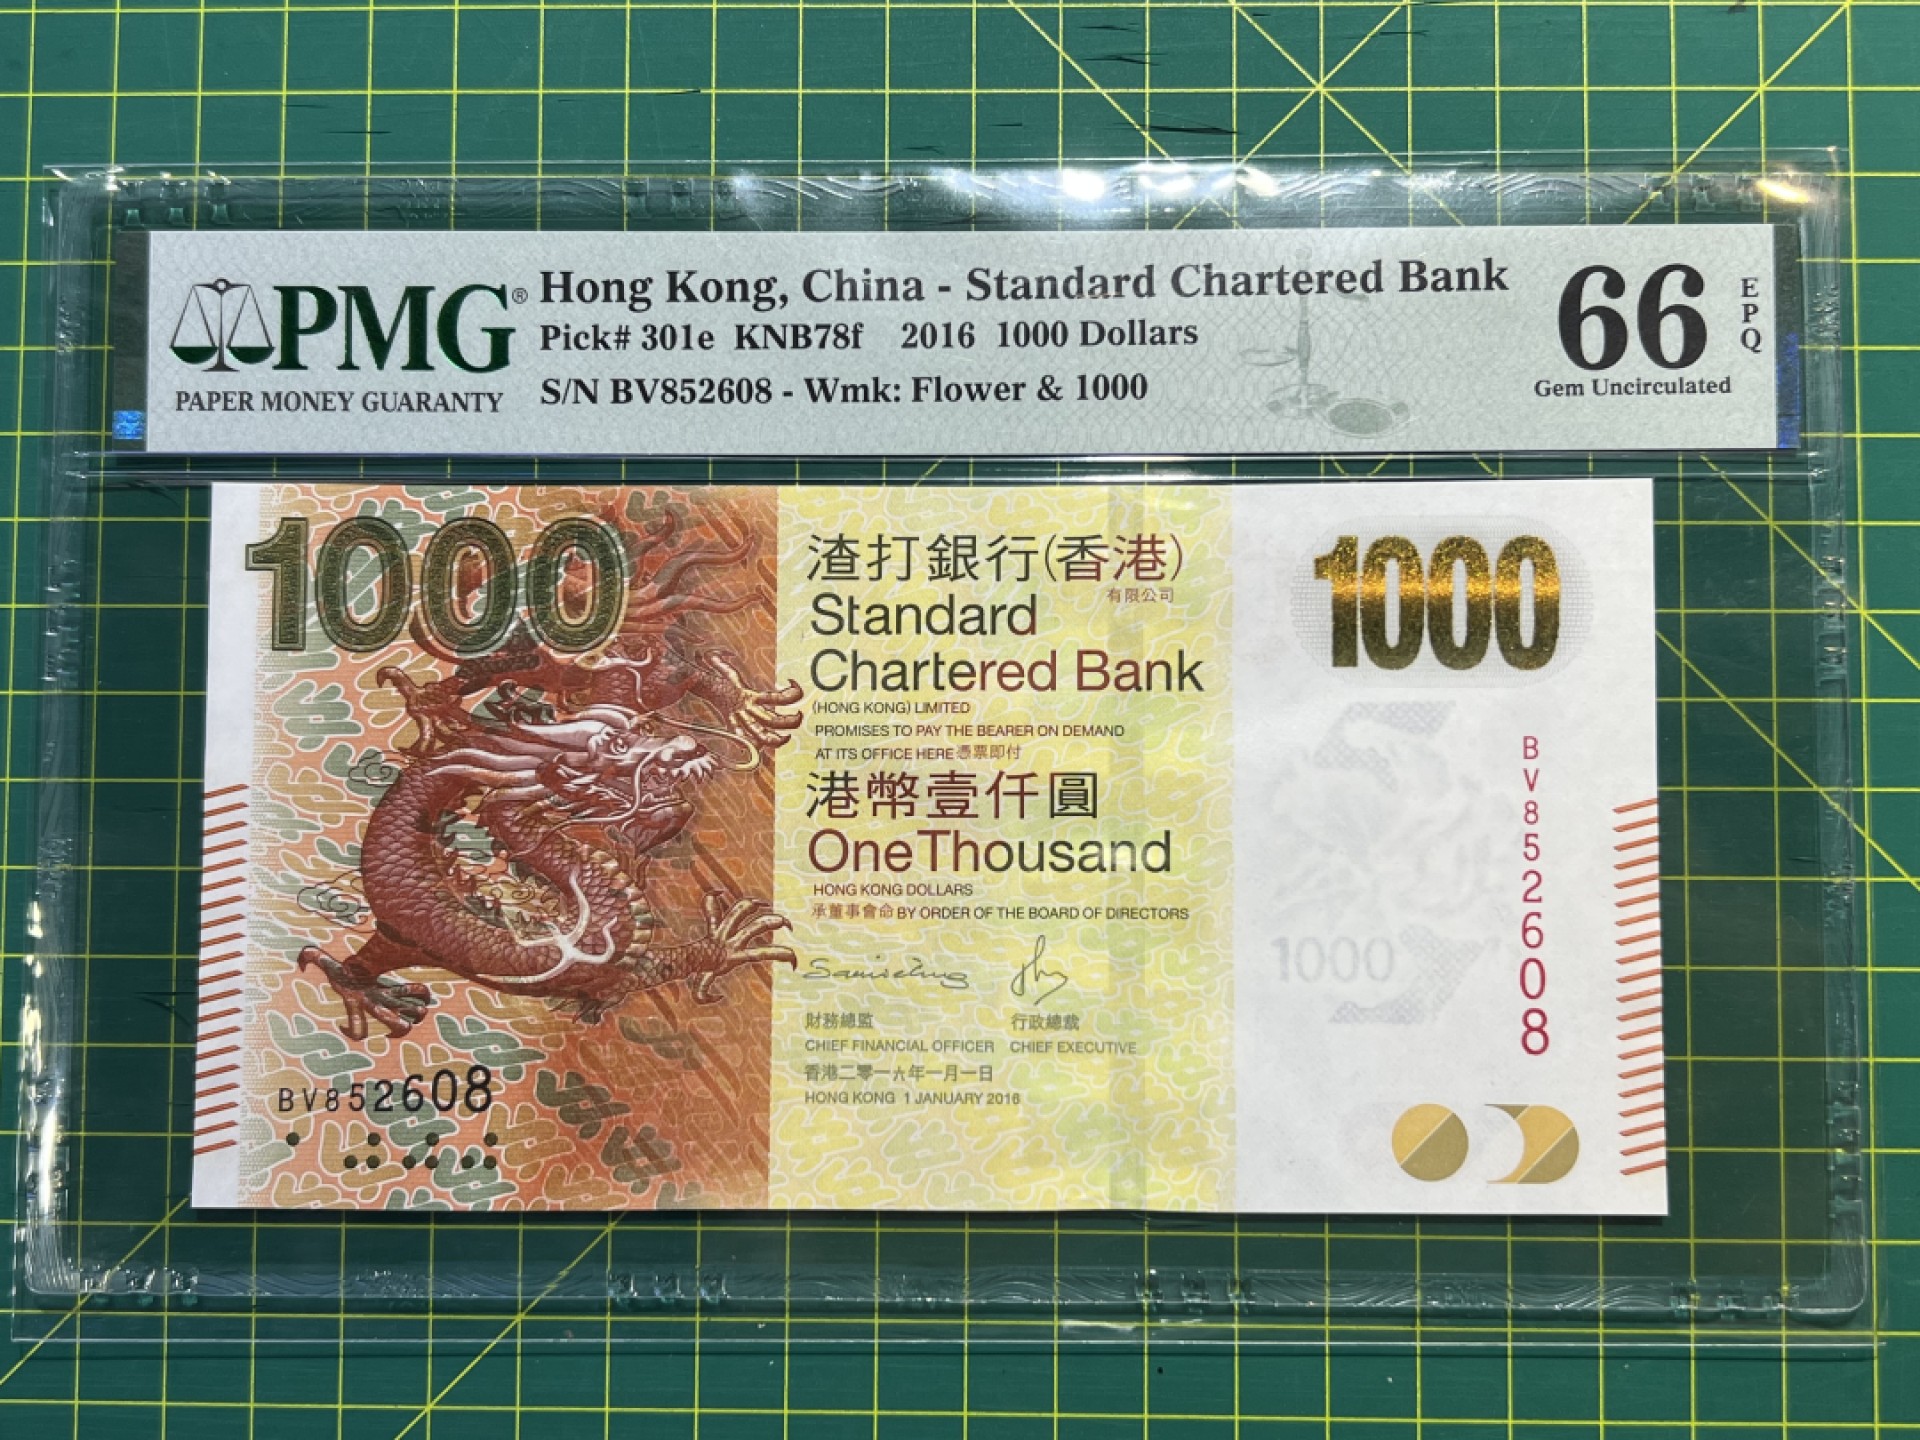 PMG®
PAPER MONEY GUARANTY
Hong Kong, China - Standard Chartered Bank
Pick# 301e KNB78f 2016 1000 Dollars
S/N BV852608 - Wmk: Flower & 1000
66
EPQ
Gem Uncirculated
1000
渣打銀行(香港)
有限公司
Standard
Chartered Bank
(HONG KONG) LIMITED
PROMISES TO PAY THE BEARER ON DEMAND
AT ITS OFFICE HERE 憑票即付
港幣壹仟圓
One Thousand
HONG KONG DOLLARS
承董事會命 BY ORDER OF THE BOARD OF DIRECTORS
財務總監 行政總裁
CHIEF FINANCIAL OFFICER CHIEF EXECUTIVE
香港二零一六年一月一日
HONG KONG 1 JANUARY 2016
BV852608
1000
BV852608
1000